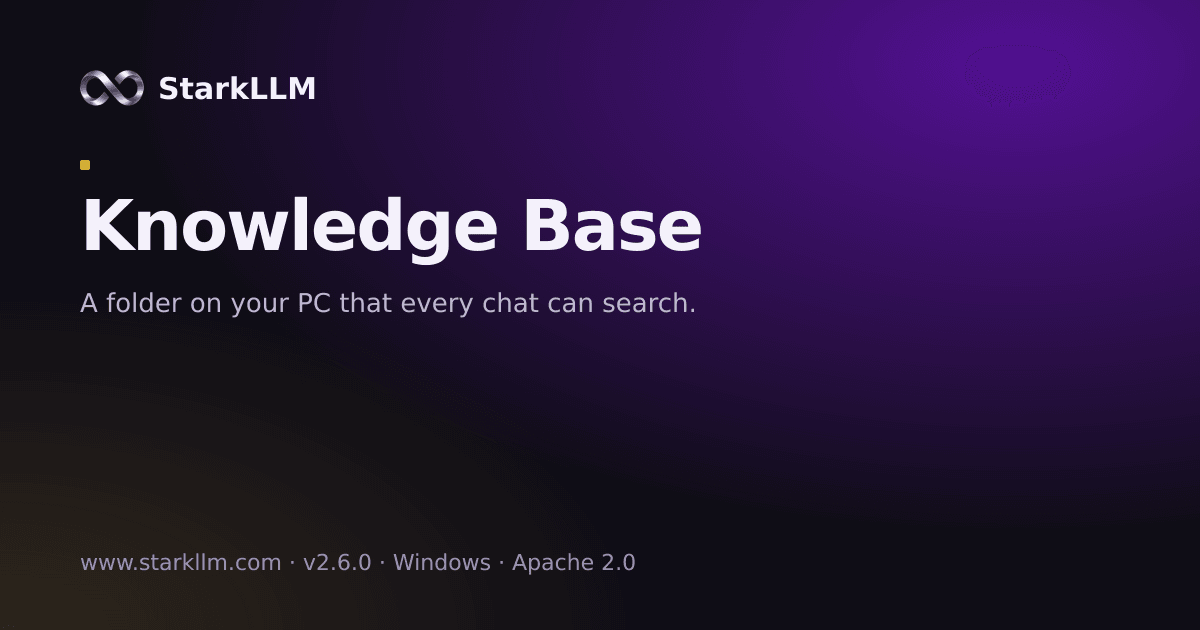 StarkLLM
Knowledge Base
A folder on your PC that every chat can search.
www.starkllm.com · v2.6.0 · Windows · Apache 2.0